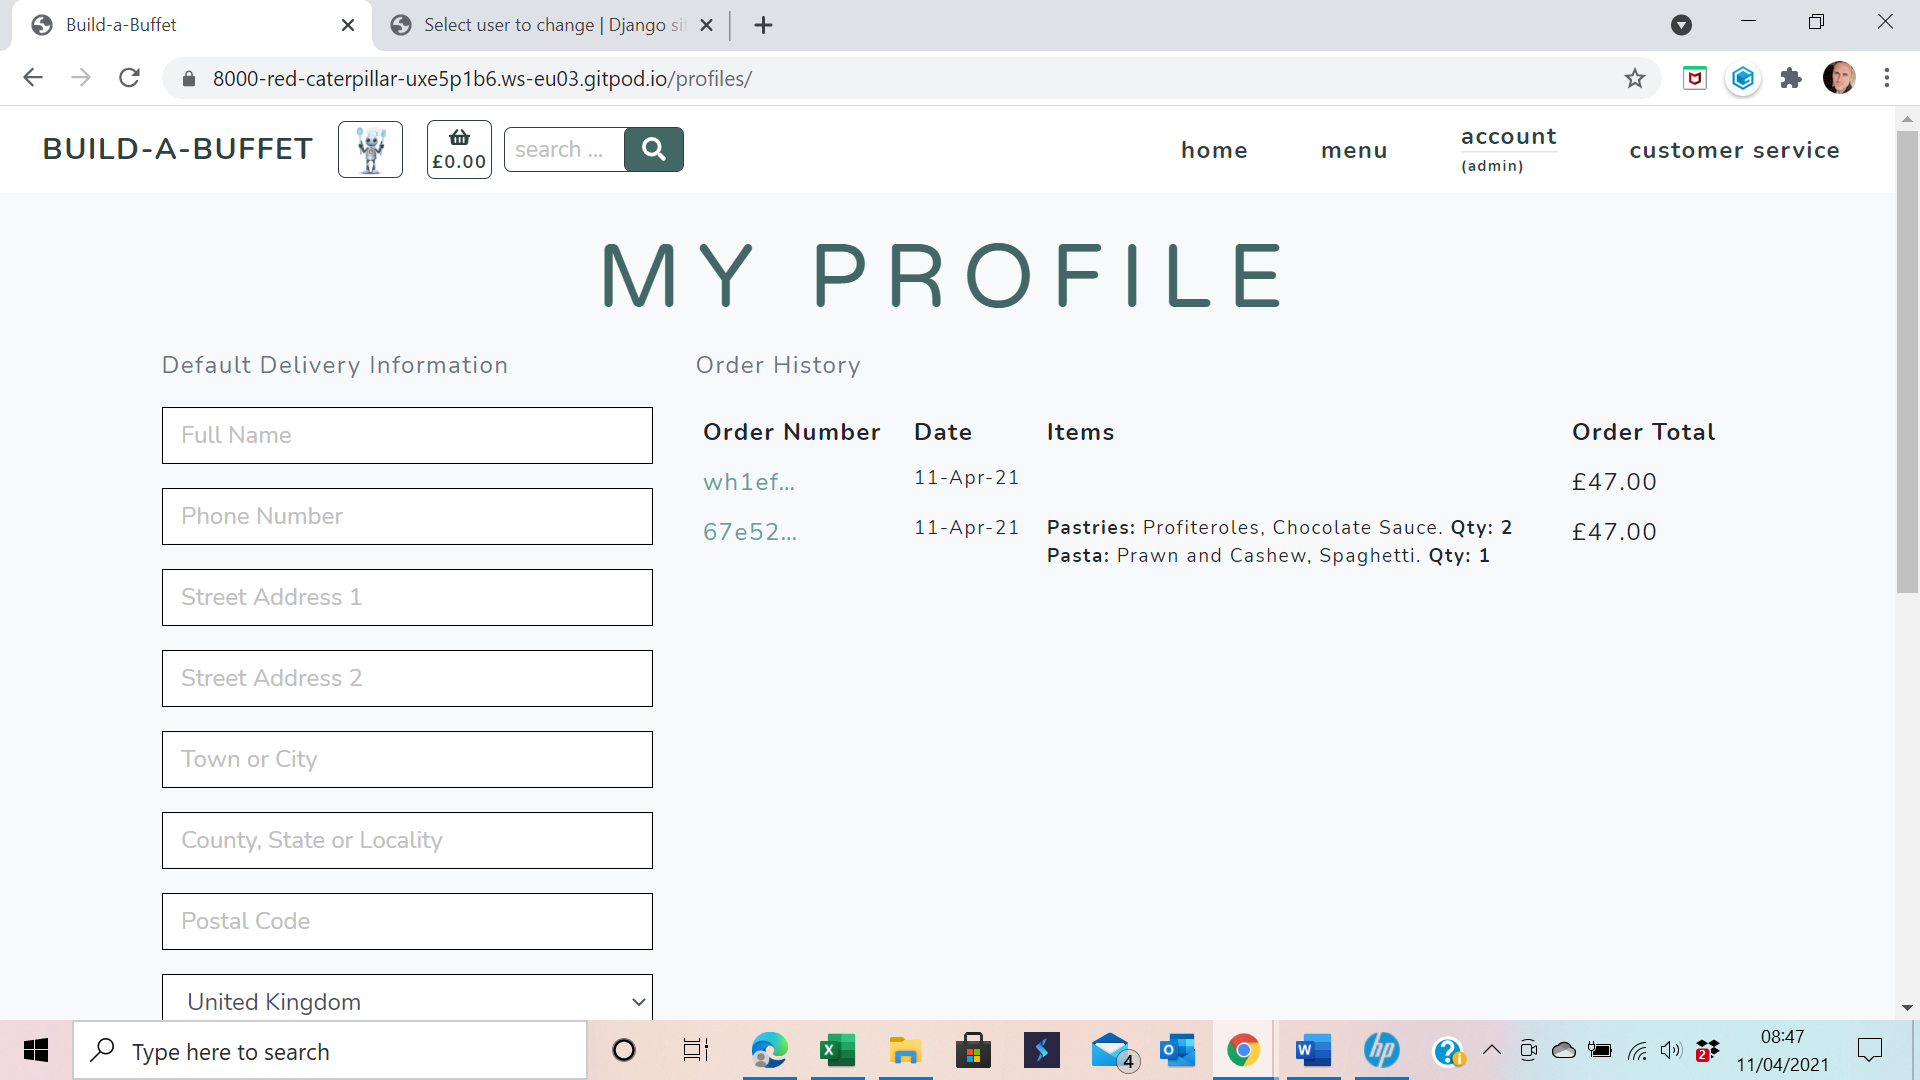 Build-a-Buffet
Select user to change | Django si
8000-red-caterpillar-uxe5p1b6.ws-eu03.gitpod.io/profiles/
BUILD-A-BUFFET
£0.00
search ...
home
menu
account
(admin)
customer service
MY PROFILE
Default Delivery Information
Order History
Full Name
Phone Number
Street Address 1
Street Address 2
Town or City
County, State or Locality
Postal Code
United Kingdom
Order Number Date Items Order Total
wh1ef... 11-Apr-21 £47.00
67e52... 11-Apr-21 Pastries: Profiteroles, Chocolate Sauce. Qty: 2 £47.00
Pasta: Prawn and Cashew, Spaghetti. Qty: 1
Type here to search
4
2
08:47
11/04/2021